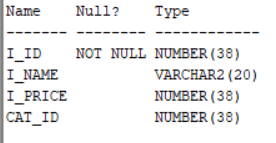 Name Null? Type
-------- -------- ------------
I_ID NOT NULL NUMBER(38)
I_NAME VARCHAR2(20)
I_PRICE NUMBER(38)
CAT_ID NUMBER(38)